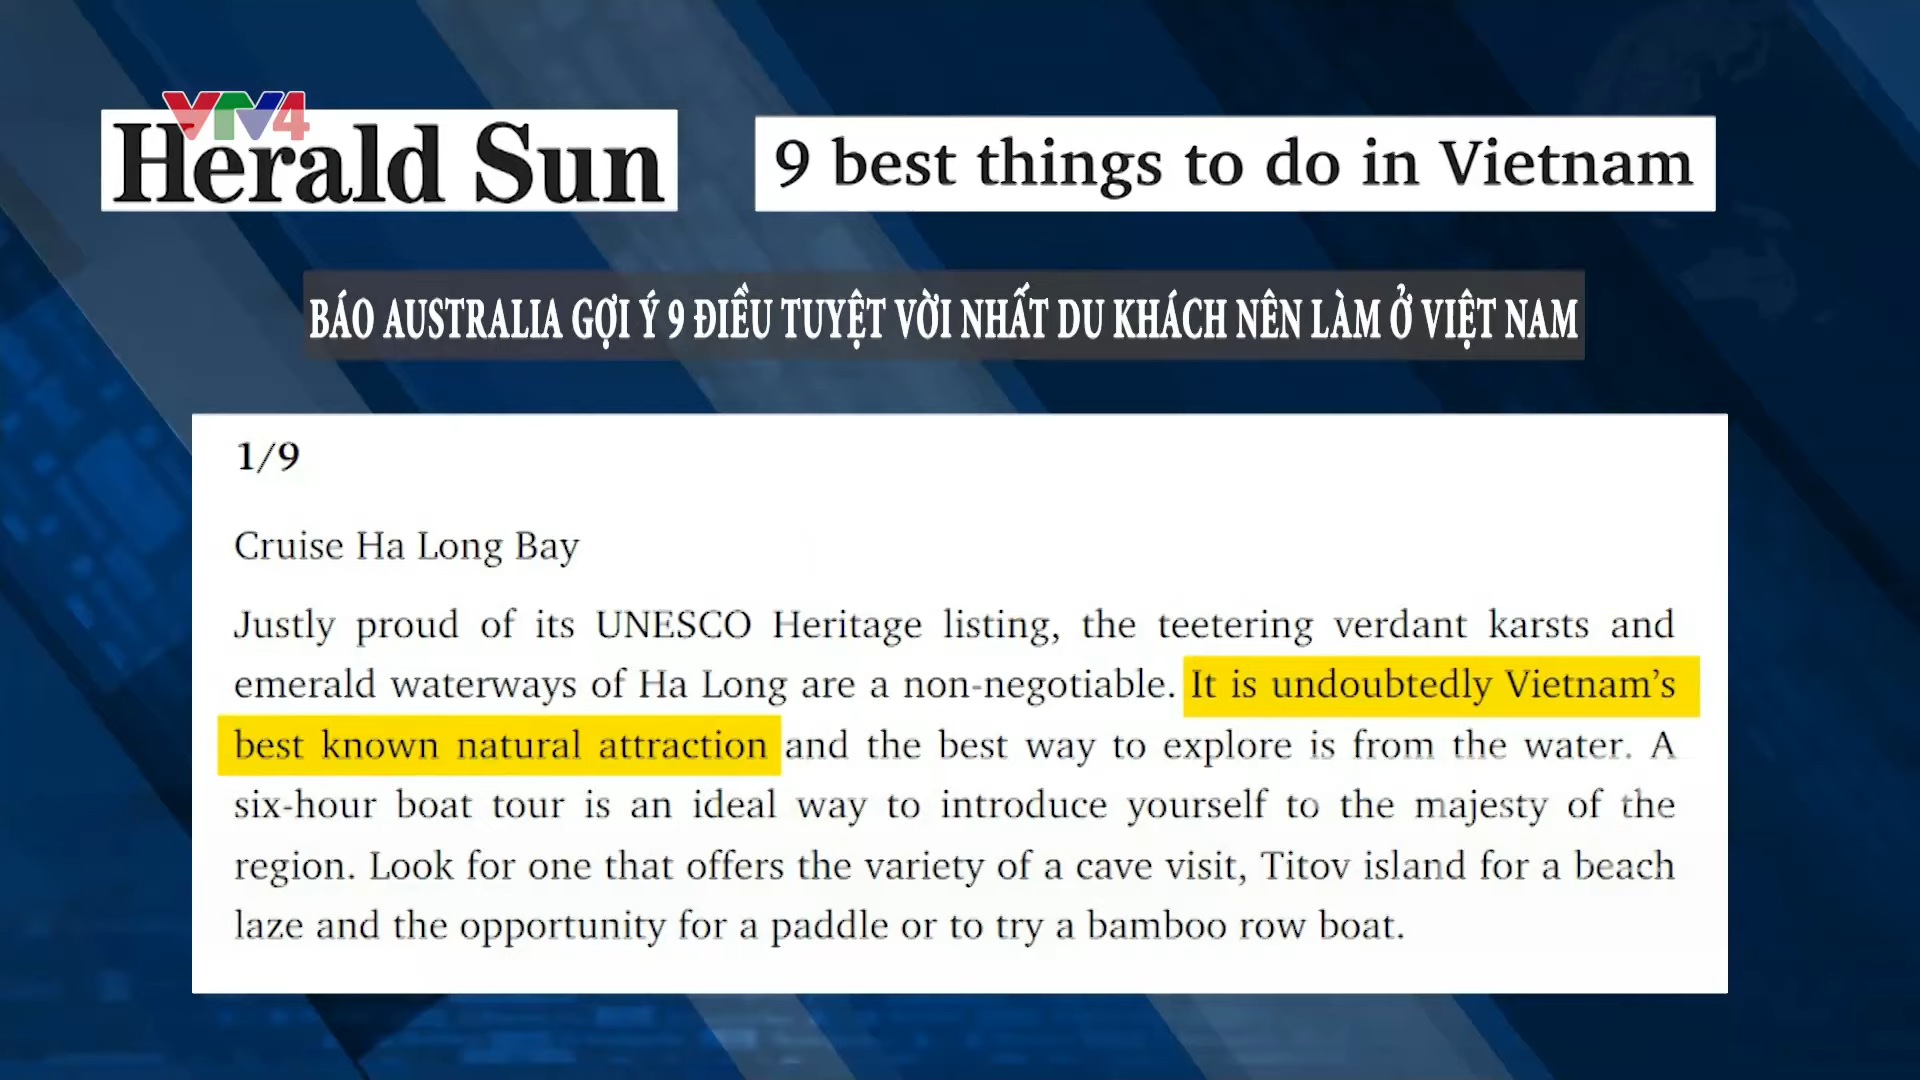 VTV4
Herald Sun
9 best things to do in Vietnam
BÁO AUSTRALIA GỢI Ý 9 ĐIỀU TUYỆT VỜI NHẤT DU KHÁCH NÊN LÀM Ở VIỆT NAM
1/9
Cruise Ha Long Bay
Justly proud of its UNESCO Heritage listing, the teetering verdant karsts and
emerald waterways of Ha Long are a non-negotiable. It is undoubtedly Vietnam’s
best known natural attraction and the best way to explore is from the water. A
six-hour boat tour is an ideal way to introduce yourself to the majesty of the
region. Look for one that offers the variety of a cave visit, Titov island for a beach
laze and the opportunity for a paddle or to try a bamboo row boat.